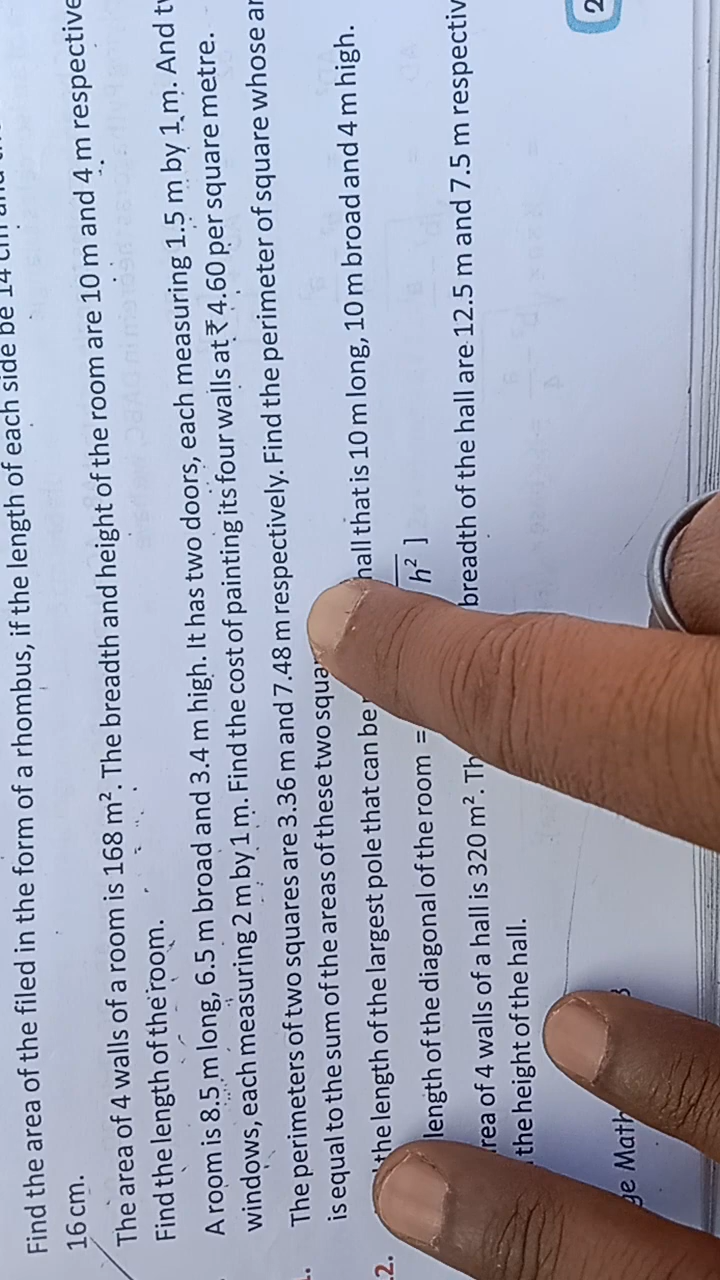 Find the area of the filed in the form of a rhombus, if the length of each side be 14 cm and
16 cm.
The area of 4 walls of a room is 168 m². The breadth and height of the room are 10 m and 4 m respective
Find the length of the room.
A room is 8.5 m long, 6.5 m broad and 3.4 m high. It has two doors, each measuring 1.5 m by 1 m. And
windows, each measuring 2 m by 1 m. Find the cost of painting its four walls at ₹ 4.60 per square metre.
The perimeters of two squares are 3.36 m and 7.48 m respectively. Find the perimeter of square whose
is equal to the sum of the areas of these two squar
2. the length of the largest pole that can be hall that is 10 m long, 10 m broad and 4 m high.
length of the diagonal of the room = h² ]
rea of 4 walls of a hall is 320 m². Th breadth of the hall are 12.5 m and 7.5 m respectiv
the height of the hall.
ge Math
2